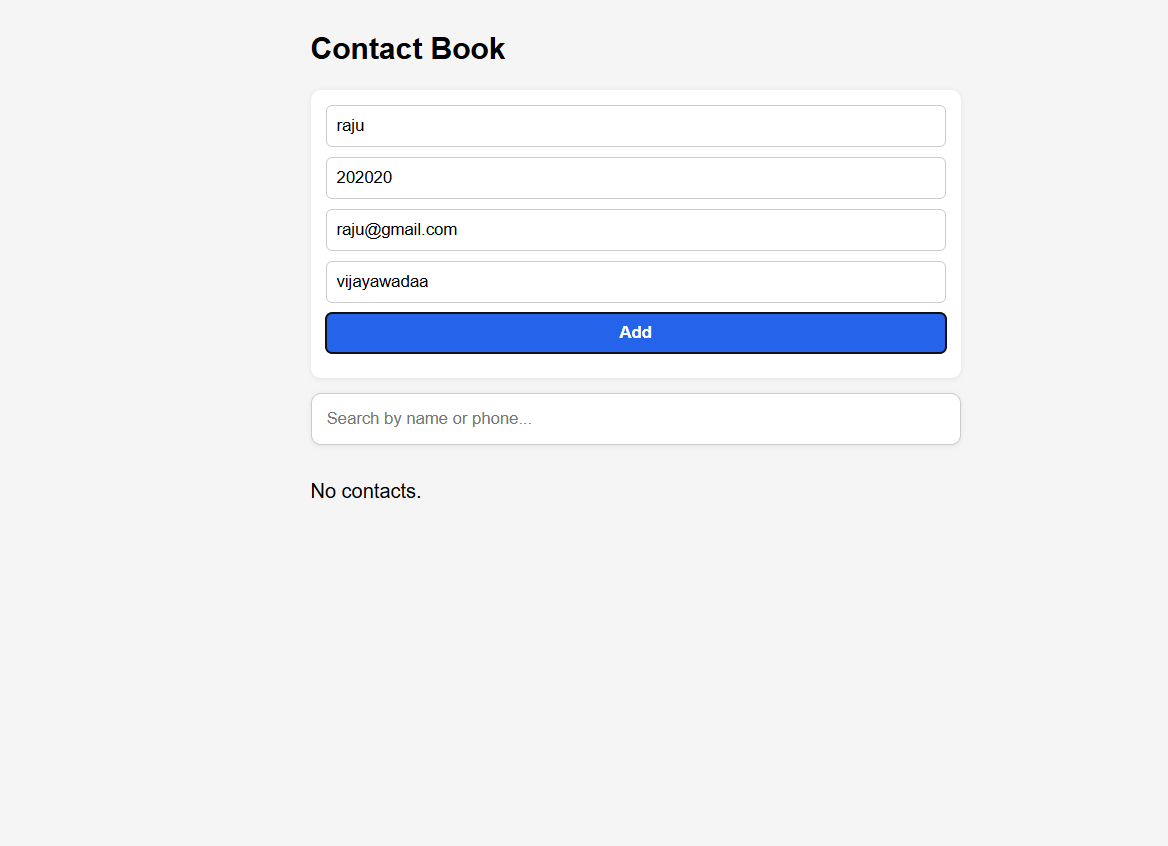 Contact Book
raju
202020
raju@gmail.com
vijayawadaa
Add
Search by name or phone...
No contacts.